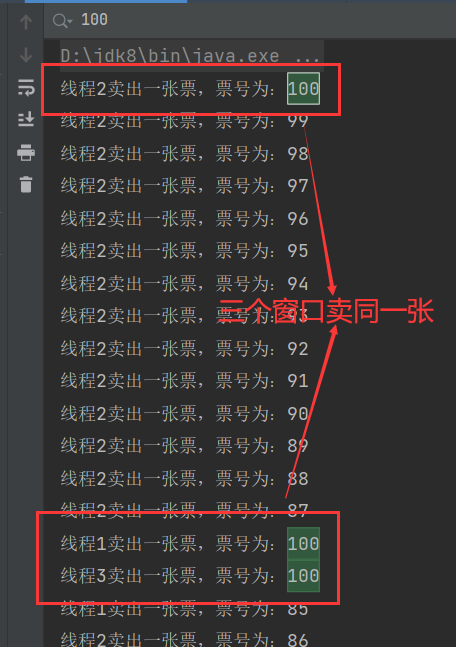 100
D:\jdk8\bin\java.exe ...
线程2卖出一张票，票号为：100
线程2卖出一张票，票号为：99
线程2卖出一张票，票号为：98
线程2卖出一张票，票号为：97
线程2卖出一张票，票号为：96
线程2卖出一张票，票号为：95
线程2卖出一张票，票号为：94
线程2卖出一张票，票号为：93
三个窗口卖同一张
线程2卖出一张票，票号为：92
线程2卖出一张票，票号为：91
线程2卖出一张票，票号为：90
线程2卖出一张票，票号为：89
线程2卖出一张票，票号为：88
线程2卖出一张票，票号为：87
线程1卖出一张票，票号为：100
线程3卖出一张票，票号为：100
线程1卖出一张票，票号为：85
线程2卖出一张票，票号为：86